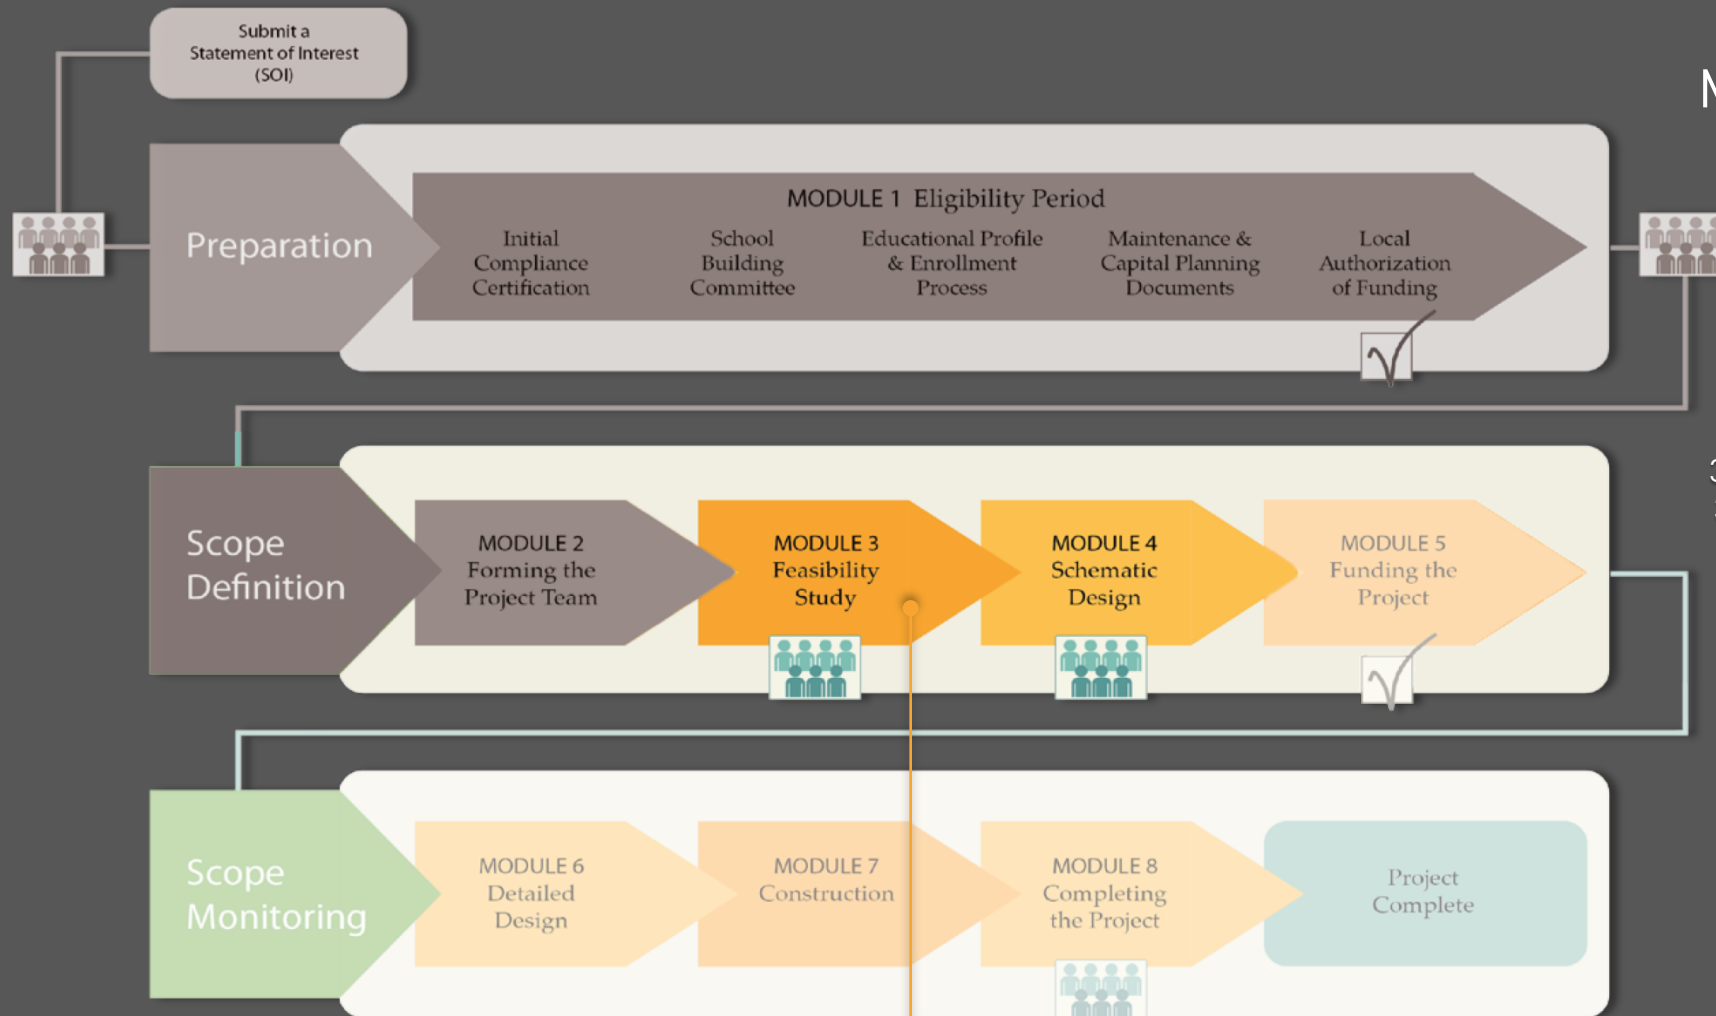 Submit a
Statement of Interest
(SOI)
Preparation
MODULE 1 Eligibility Period
Initial
Compliance
Certification
School
Building
Committee
Educational Profile
& Enrollment
Process
Maintenance &
Capital Planning
Documents
Local
Authorization
of Funding
Scope
Definition
MODULE 2
Forming the
Project Team
MODULE 3
Feasibility
Study
MODULE 4
Schematic
Design
MODULE 5
Funding the
Project
Scope
Monitoring
MODULE 6
Detailed
Design
MODULE 7
Construction
MODULE 8
Completing
the Project
Project
Complete